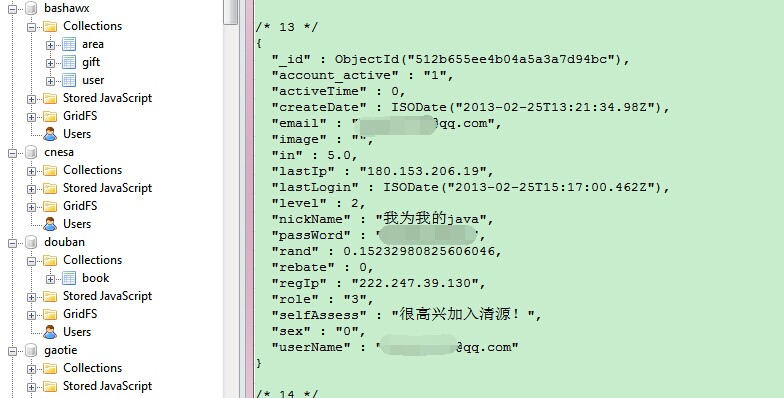 bashawx
Collections
area
gift
user
Stored JavaScript
GridFS
Users
cnesa
Collections
Stored JavaScript
GridFS
Users
douban
Collections
book
Stored JavaScript
GridFS
Users
gaotie
Collections
Stored JavaScript
/* 13 */
{
"_id" : ObjectId("512b655ee4b04a5a3a7d94bc"),
"account_active" : "1",
"activeTime" : 0,
"createDate" : ISODate("2013-02-25T13:21:34.98Z"),
"email" : "@qq.com",
"image" : "",
"in" : 5.0,
"lastIp" : "180.153.206.19",
"lastLogin" : ISODate("2013-02-25T15:17:00.462Z"),
"level" : 2,
"nickName" : "我为我的java",
"passWord" : "",
"rand" : 0.15232980825606046,
"rebate" : 0,
"regIp" : "222.247.39.130",
"role" : "3",
"selfAssess" : "很高兴加入清源！",
"sex" : "0",
"userName" : "@qq.com"
}
/* 14 */